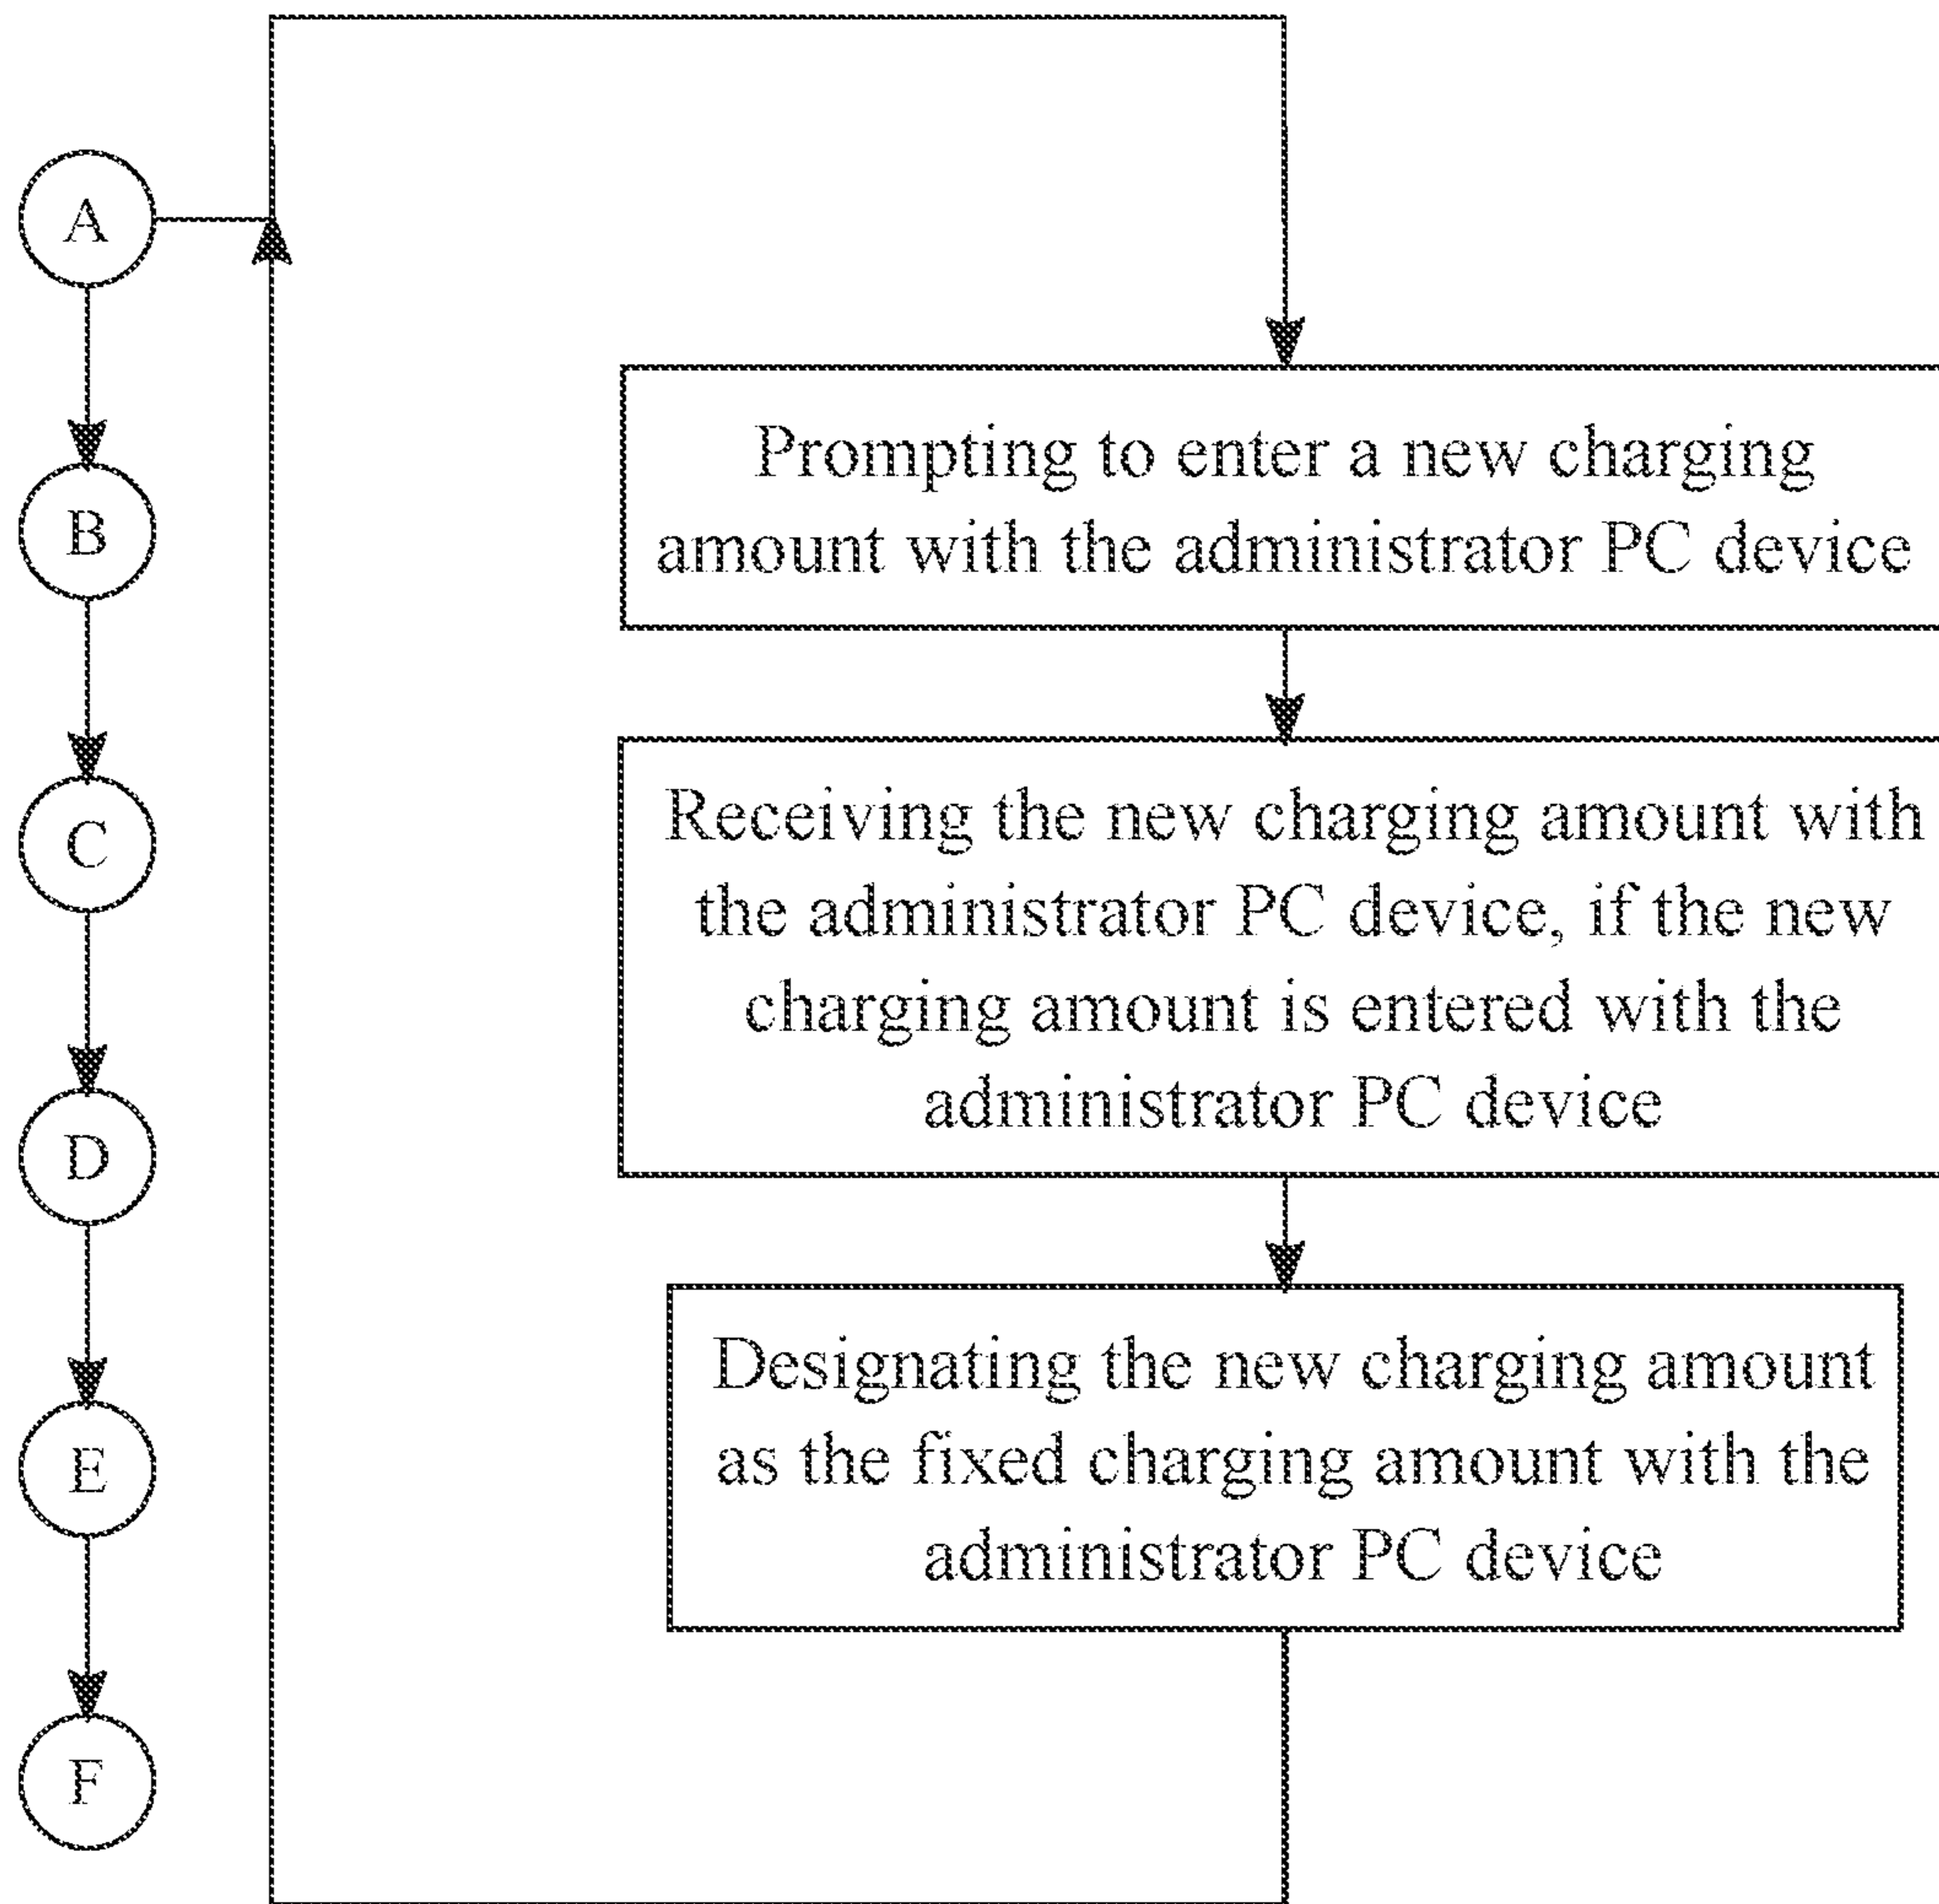 A
B
C
D
E
F
Prompting to enter a new charging
amount with the administrator PC device
Receiving the new charging amount with
the administrator PC device, if the new
charging amount is entered with the
administrator PC device
Designating the new charging amount
as the fixed charging amount with the
administrator PC device